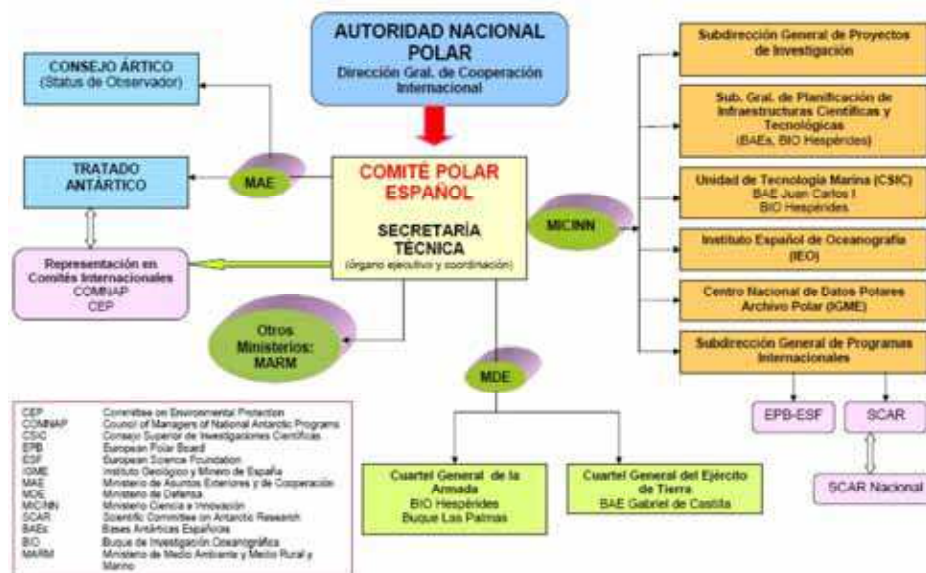 AUTORIDAD NACIONAL
POLAR
Dirección Gral. de Cooperación
Internacional
CONSEJO ÁRTICO
(Status de Observador)
TRATADO
ANTÁRTICO
MAE
COMITÉ POLAR
ESPAÑOL
SECRETARÍA
TÉCNICA
(órgano ejecutivo y coordinación)
Representación en
Comités Internacionales
COMNAP
CEP
Otros
Ministerios:
MARM
MDE
MICINN
Subdirección General de Proyectos
de Investigación
Sub. Gral. de Planificación de
Infraestructuras Científicas y
Tecnológicas
(BAEs, BIO Hespérides)
Unidad de Tecnología Marina (CSIC)
BAE Juan Carlos I
BIO Hespérides
Instituto Español de Oceanografía
(IEO)
Centro Nacional de Datos Polares
Archivo Polar (IGME)
Subdirección General de Programas
Internacionales
EPB-ESF
SCAR
SCAR Nacional
Cuartel General de la
Armada
BIO Hespérides
Buque Las Palmas
Cuartel General del Ejército
de Tierra
BAE Gabriel de Castilla
CEP Committee on Environmental Protection
COMNAP Council of Managers of National Antarctic Programs
CSIC Consejo Superior de Investigaciones Científicas
EPB European Polar Board
ESF European Science Foundation
IGME Instituto Geológico y Minero de España
MAE Ministerio de Asuntos Exteriores y de Cooperación
MDE Ministerio de Defensa
MICINN Ministerio Ciencia e Innovación
SCAR Scientific Committee on Antarctic Research
BAEs Bases Antárticas Españolas
BIO Buque de Investigación Oceanográfica
MARM Ministerio de Medio Ambiente y Medio Rural y
Marino